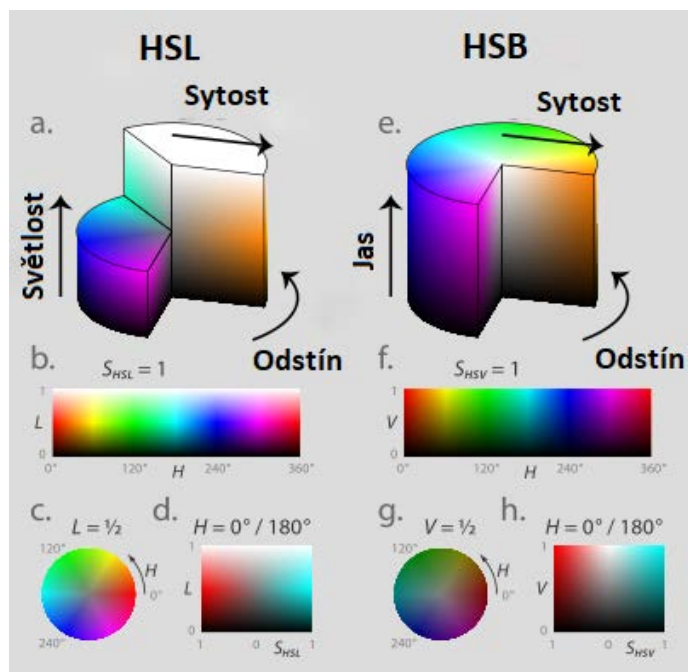 HSL
HSB
a.
Sytost
Světlost
Odstín
e.
Sytost
Jas
Odstín
b.
S_HSL = 1
1
L
0
0° 120° 240° 360°
H
f.
S_HSV = 1
1
V
0
0° 120° 240° 360°
H
c.
L = ½
120°
H
0°
240°
d.
H = 0° / 180°
1
L
0
1 0 S_HSL 1
g.
V = ½
120°
H
0°
240°
h.
H = 0° / 180°
1
V
0
1 0 S_HSV 1